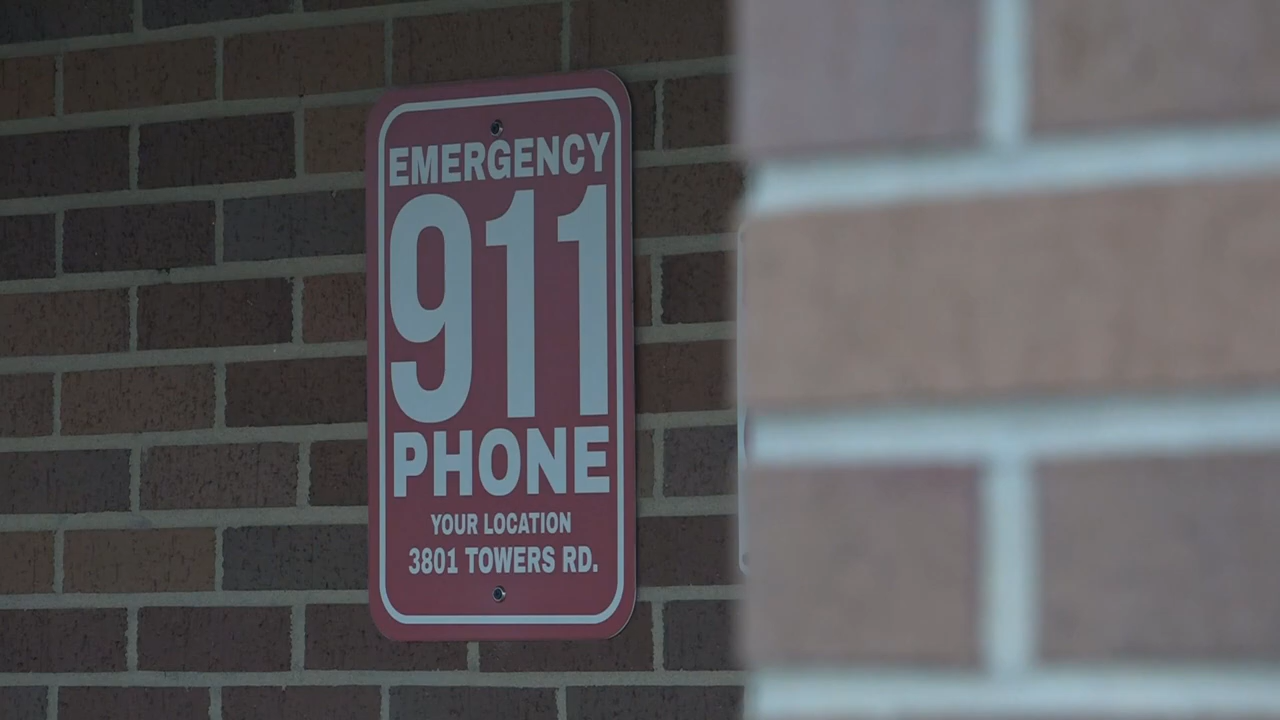 EMERGENCY
911
PHONE
YOUR LOCATION
3801 TOWERS RD.